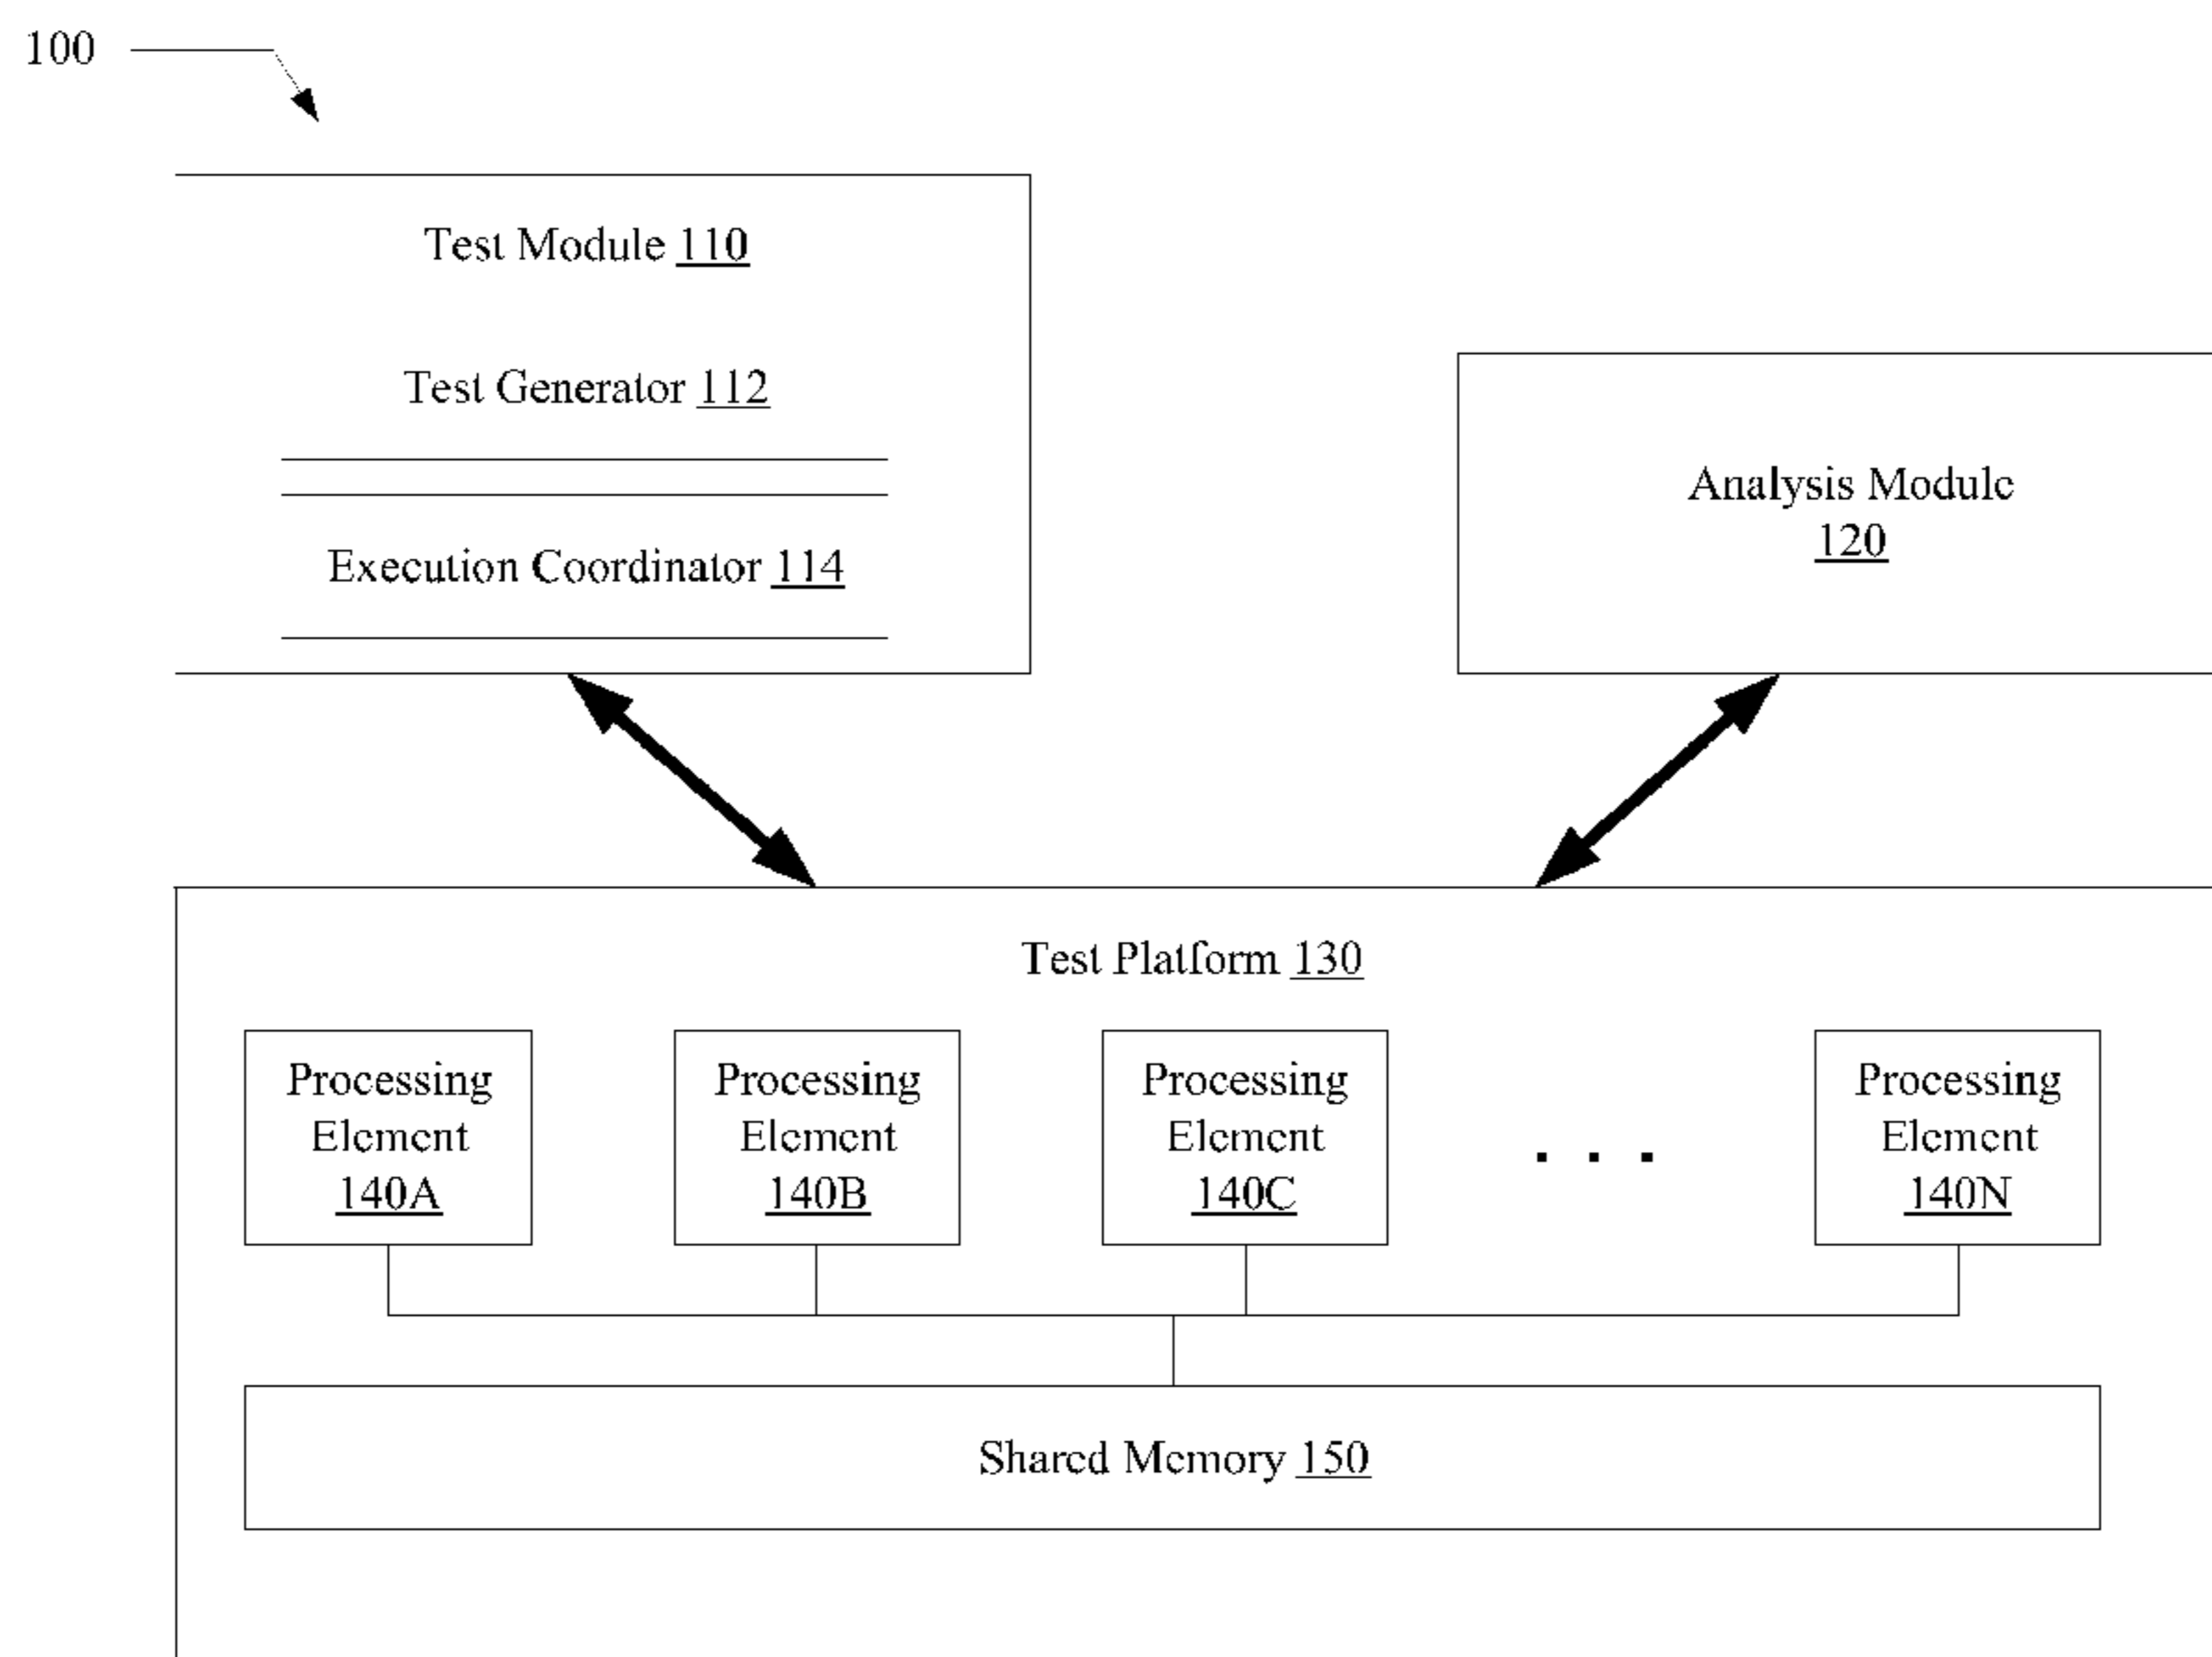 100
Test Module 110
Test Generator 112
Execution Coordinator 114
Analysis Module
120
Test Platform 130
Processing
Element
140A
Processing
Element
140B
Processing
Element
140C
. . .
Processing
Element
140N
Shared Memory 150